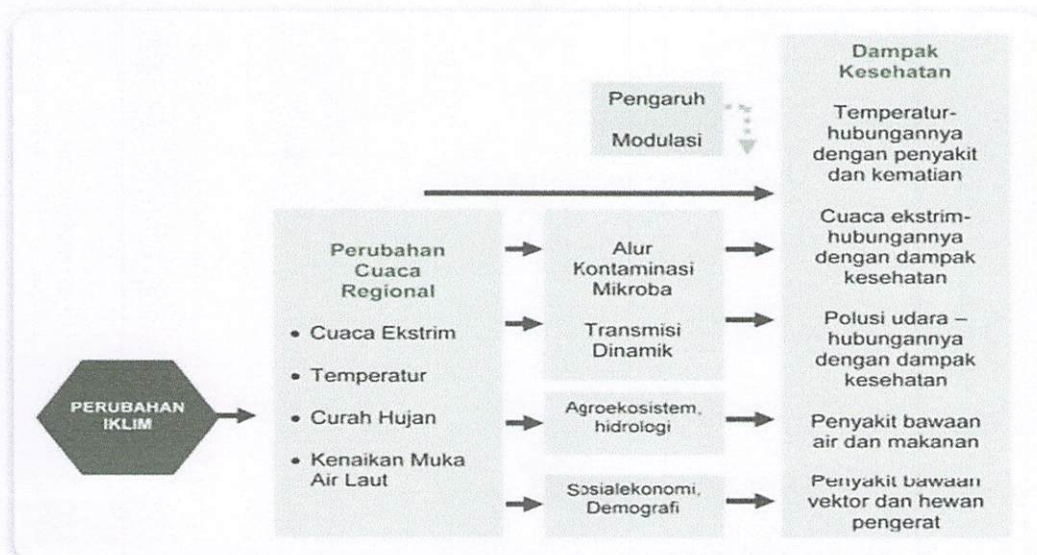 PERUBAHAN
IKLIM
Perubahan
Cuaca
Regional
• Cuaca Ekstrim
• Temperatur
• Curah Hujan
• Kenaikan Muka
Air Laut
Pengaruh
Modulasi
Alur
Kontaminasi
Mikroba
Transmisi
Dinamik
Agroekosistem,
hidrologi
Sosialekonomi,
Demografi
Dampak
Kesehatan
Temperatur-
hubungannya
dengan penyakit
dan kematian
Cuaca ekstrim-
hubungannya
dengan dampak
kesehatan
Polusi udara –
hubungannya
dengan dampak
kesehatan
Penyakit bawaan
air dan makanan
Penyakit bawaan
vektor dan hewan
pengerat